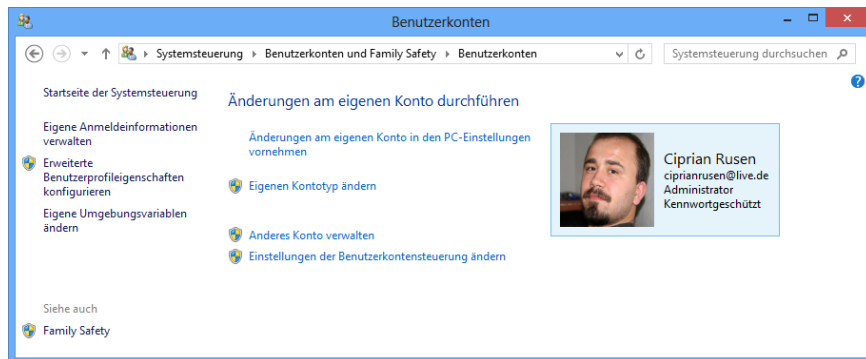 Benutzerkonten
Systemsteuerung Benutzerkonten und Family Safety Benutzerkonten
Systemsteuerung durchsuchen
Startseite der Systemsteuerung
Eigene Anmeldeinformationen
verwalten
Erweiterte
Benutzerprofileigenschaften
konfigurieren
Eigene Umgebungsvariablen
ändern
Siehe auch
Family Safety
Änderungen am eigenen Konto durchführen
Änderungen am eigenen Konto in den PC-Einstellungen
vornehmen
Eigenen Kontotyp ändern
Anderes Konto verwalten
Einstellungen der Benutzerkontensteuerung ändern
Ciprian Rusen
ciprianrusen@live.de
Administrator
Kennwortgeschützt